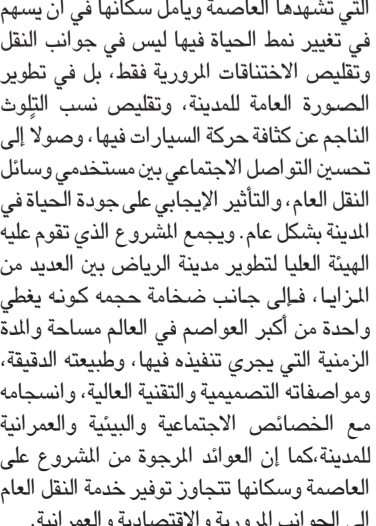 التي تشهدها العاصمة ويأمل سكانها في أن يسهم
في تغيير نمط الحياة فيها ليس في جوانب النقل
وتقليص الاختناقات المرورية فقط، بل في تطوير
الصورة العامة للمدينة، وتقليص نسب التلوث
الناجم عن كثافة حركة السيارات فيها، وصولا إلى
تحسين التواصل الاجتماعي بين مستخدمي وسائل
النقل العام، والتأثير الإيجابي على جودة الحياة في
المدينة بشكل عام. ويجمع المشروع الذي تقوم عليه
الهيئة العليا لتطوير مدينة الرياض بين العديد من
المزايا، فإلى جانب ضخامة حجمه كونه يغطي
واحدة من أكبر العواصم في العالم مساحة والمدة
الزمنية التي يجري تنفيذه فيها، وطبيعته الدقيقة،
ومواصفاته التصميمية والتقنية العالية، وانسجامه
مع الخصائص الاجتماعية والبيئية والعمرانية
للمدينة،كما إن العوائد المرجوة من المشروع على
العاصمة وسكانها تتجاوز توفير خدمة النقل العام
إلى الجوانب المرورية والاقتصادية والعمرانية.